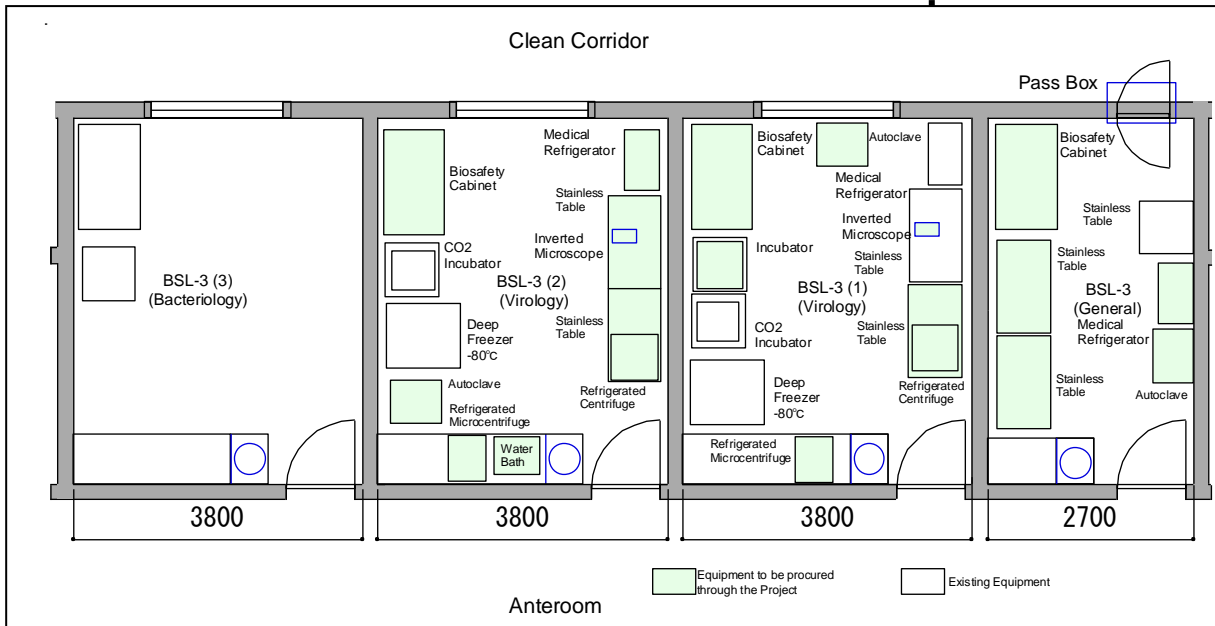 Clean Corridor
Pass Box
BSL-3 (3)
(Bacteriology)
Biosafety
Cabinet
Medical
Refrigerator
Stainless
Table
CO2
Incubator
Inverted
Microscope
BSL-3 (2)
(Virology)
Deep
Freezer
-80℃
Stainless
Table
Autoclave
Refrigerated
Centrifuge
Refrigerated
Microcentrifuge
Water
Bath
Biosafety
Cabinet
Autoclave
Medical
Refrigerator
Inverted
Microscope
Incubator
Stainless
Table
BSL-3 (1)
(Virology)
CO2
Incubator
Stainless
Table
Deep
Freezer
-80℃
Refrigerated
Centrifuge
Refrigerated
Microcentrifuge
Biosafety
Cabinet
Stainless
Table
Stainless
Table
BSL-3
(General)
Medical
Refrigerator
Stainless
Table
Autoclave
3800
3800
3800
2700
Equipment to be procured
through the Project
Existing Equipment
Anteroom